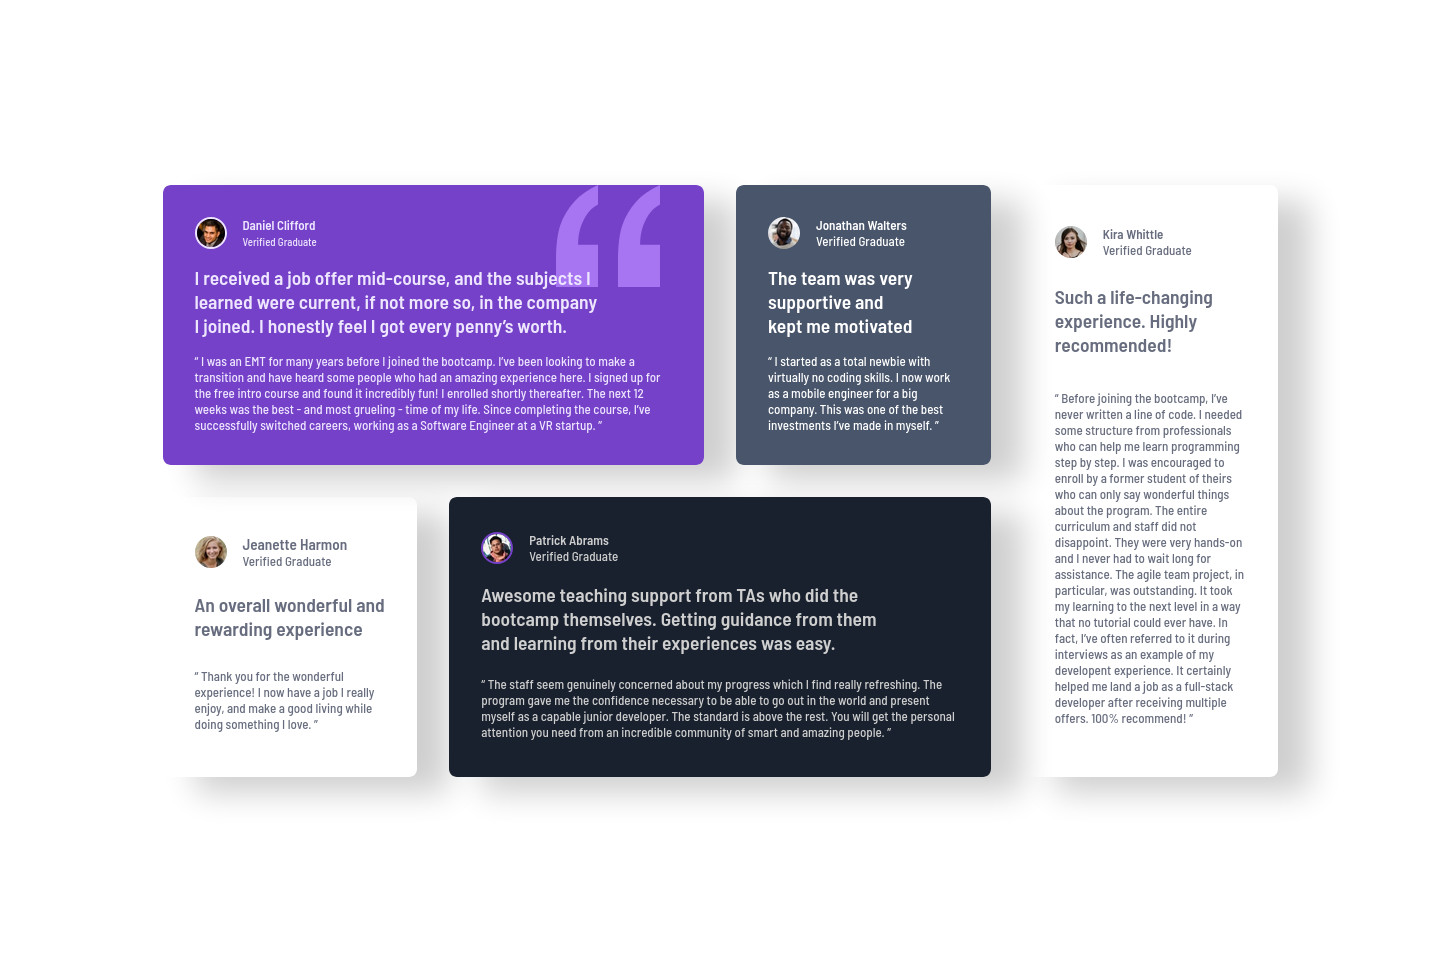 Daniel Clifford
Verified Graduate
I received a job offer mid-course, and the subjects I
learned were current, if not more so, in the company
I joined. I honestly feel I got every penny’s worth.
“ I was an EMT for many years before I joined the bootcamp. I’ve been looking to make a
transition and have heard some people who had an amazing experience here. I signed up for
the free intro course and found it incredibly fun! I enrolled shortly thereafter. The next 12
weeks was the best - and most grueling - time of my life. Since completing the course, I’ve
successfully switched careers, working as a Software Engineer at a VR startup. ”
Jonathan Walters
Verified Graduate
The team was very
supportive and
kept me motivated
“ I started as a total newbie with
virtually no coding skills. I now work
as a mobile engineer for a big
company. This was one of the best
investments I’ve made in myself. ”
Kira Whittle
Verified Graduate
Such a life-changing
experience. Highly
recommended!
“ Before joining the bootcamp, I’ve
never written a line of code. I needed
some structure from professionals
who can help me learn programming
step by step. I was encouraged to
enroll by a former student of theirs
who can only say wonderful things
about the program. The entire
curriculum and staff did not
disappoint. They were very hands-on
and I never had to wait long for
assistance. The agile team project, in
particular, was outstanding. It took
my learning to the next level in a way
that no tutorial could ever have. In
fact, I’ve often referred to it during
interviews as an example of my
developent experience. It certainly
helped me land a job as a full-stack
developer after receiving multiple
offers. 100% recommend! ”
Jeanette Harmon
Verified Graduate
An overall wonderful and
rewarding experience
“ Thank you for the wonderful
experience! I now have a job I really
enjoy, and make a good living while
doing something I love. ”
Patrick Abrams
Verified Graduate
Awesome teaching support from TAs who did the
bootcamp themselves. Getting guidance from them
and learning from their experiences was easy.
“ The staff seem genuinely concerned about my progress which I find really refreshing. The
program gave me the confidence necessary to be able to go out in the world and present
myself as a capable junior developer. The standard is above the rest. You will get the personal
attention you need from an incredible community of smart and amazing people. ”